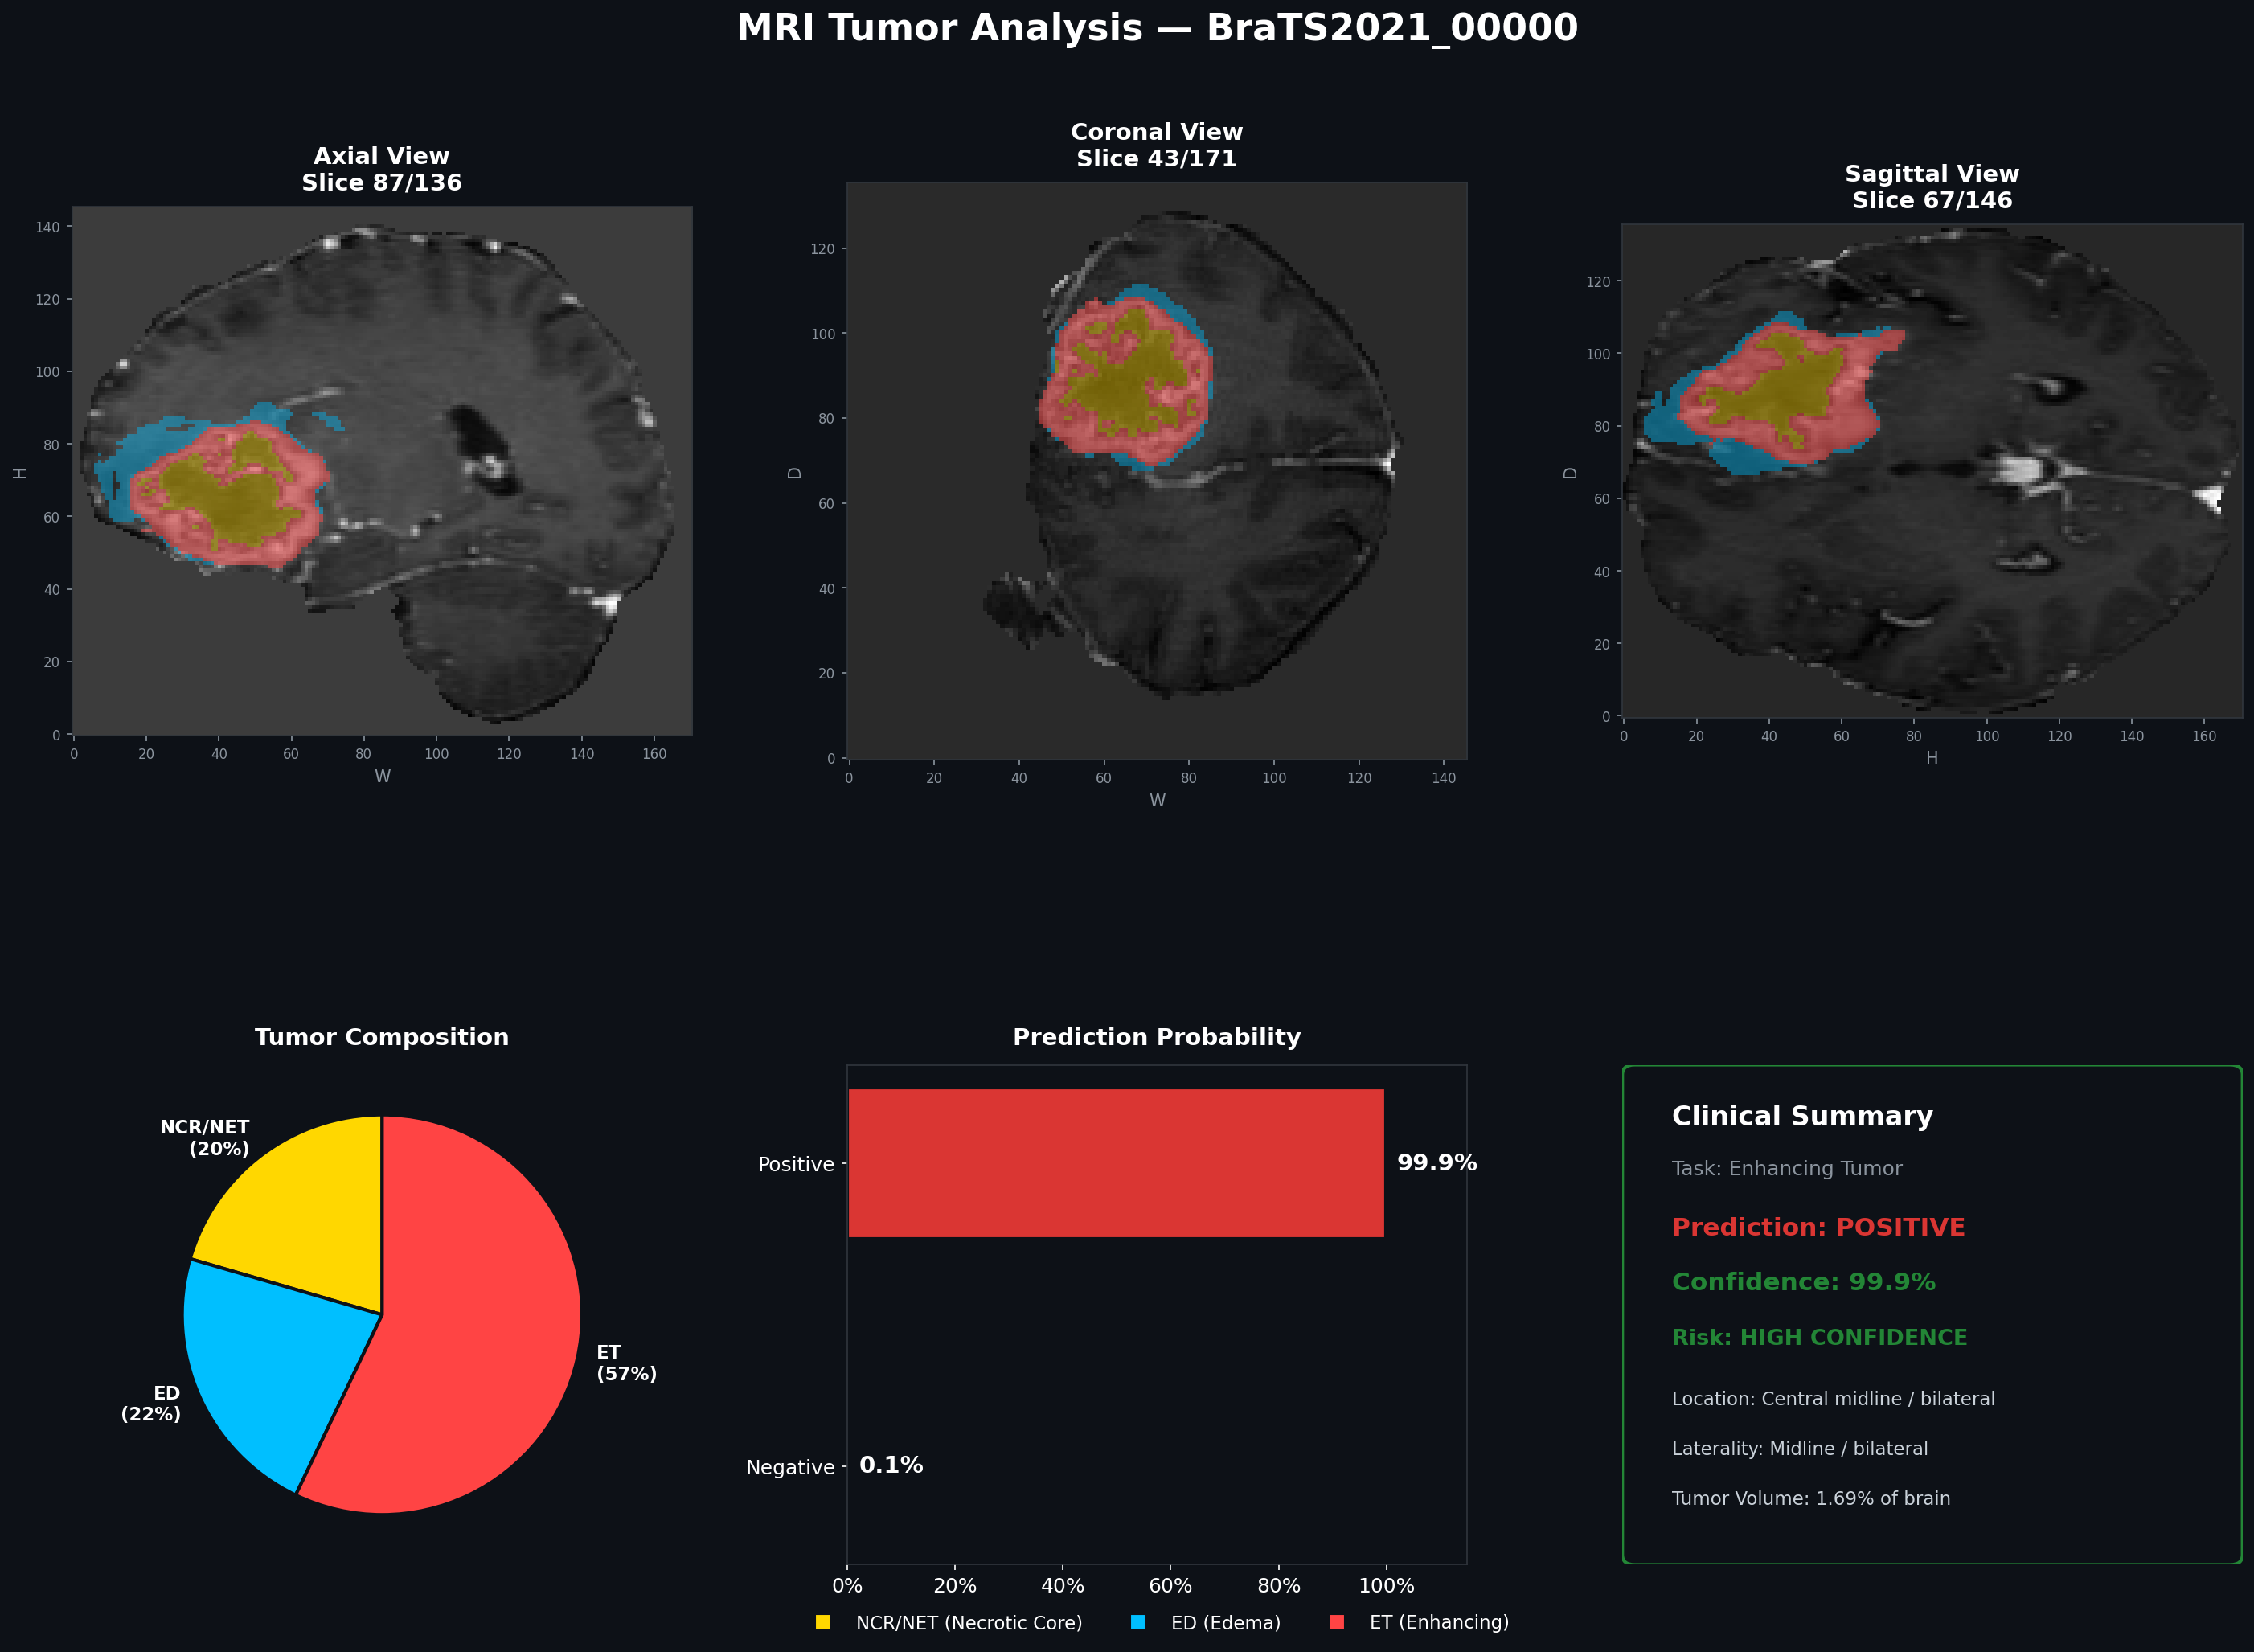 MRI Tumor Analysis — BraTS2021_00000
Axial View
Slice 87/136
140
120
100
80
60
40
20
0
H
0 20 40 60 80 100 120 140 160
W
Coronal View
Slice 43/171
120
100
80
60
40
20
0
D
0 20 40 60 80 100 120 140
W
Sagittal View
Slice 67/146
120
100
80
60
40
20
0
D
0 20 40 60 80 100 120 140 160
H
Tumor Composition
NCR/NET
(20%)
ED
(22%)
ET
(57%)
Prediction Probability
Positive
99.9%
Negative
0.1%
0% 20% 40% 60% 80% 100%
Clinical Summary
Task: Enhancing Tumor
Prediction: POSITIVE
Confidence: 99.9%
Risk: HIGH CONFIDENCE
Location: Central midline / bilateral
Laterality: Midline / bilateral
Tumor Volume: 1.69% of brain
NCR/NET (Necrotic Core) ED (Edema) ET (Enhancing)